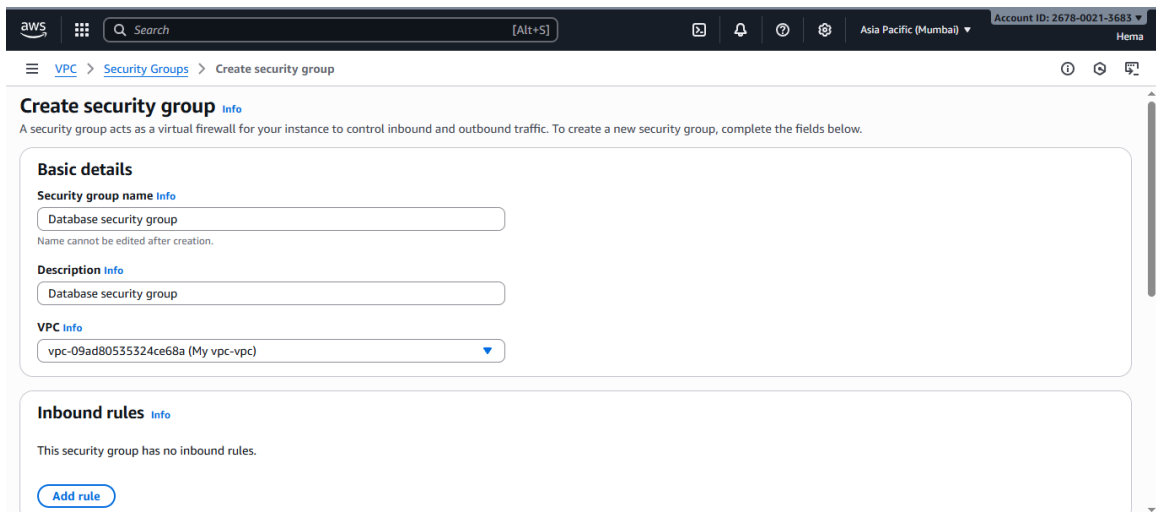 aws
Search [Alt+S]
Asia Pacific (Mumbai)
Account ID: 2678-0021-3683
Hema
VPC > Security Groups > Create security group
Create security group Info
A security group acts as a virtual firewall for your instance to control inbound and outbound traffic. To create a new security group, complete the fields below.
Basic details
Security group name Info
Database security group
Name cannot be edited after creation.
Description Info
Database security group
VPC Info
vpc-09ad80535324ce68a (My vpc-vpc)
Inbound rules Info
This security group has no inbound rules.
Add rule